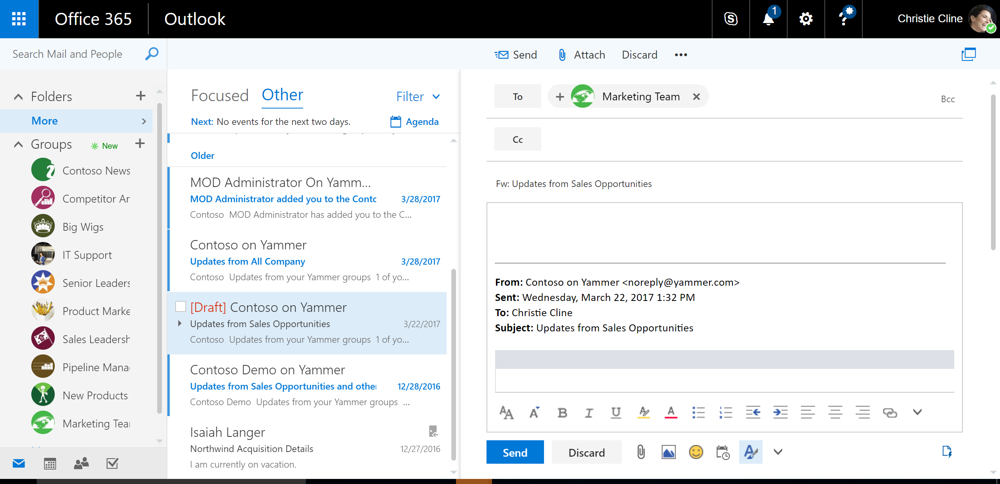 Office 365
Outlook
1
Christie Cline
Search Mail and People
Send
Attach
Discard
Folders
More
Groups
New
Contoso News
Competitor Ar
Big Wigs
IT Support
Senior Leaders
Product Marke
Sales Leadersh
Pipeline Mana
New Products
Marketing Tea
Focused
Other
Filter
Next: No events for the next two days.
Agenda
Older
MOD Administrator On Yamm...
MOD Administrator added you to the Conto
3/28/2017
Contoso MOD Administrator has added you to the C...
Contoso on Yammer
Updates from All Company
3/28/2017
Contoso Updates from your Yammer groups 1 of yo...
[Draft] Contoso on Yammer
Updates from Sales Opportunities
3/22/2017
Contoso Updates from your Yammer groups 1 of yo...
Contoso Demo on Yammer
Updates from Sales Opportunities and other
12/28/2016
Contoso Demo Updates from your Yammer groups ...
Isaiah Langer
Northwind Acquisition Details
12/27/2016
I am currently on vacation.
To
Marketing Team
Bcc
Cc
Fw: Updates from Sales Opportunities
From: Contoso on Yammer <noreply@yammer.com>
Sent: Wednesday, March 22, 2017 1:32 PM
To: Christie Cline
Subject: Updates from Sales Opportunities
Send
Discard